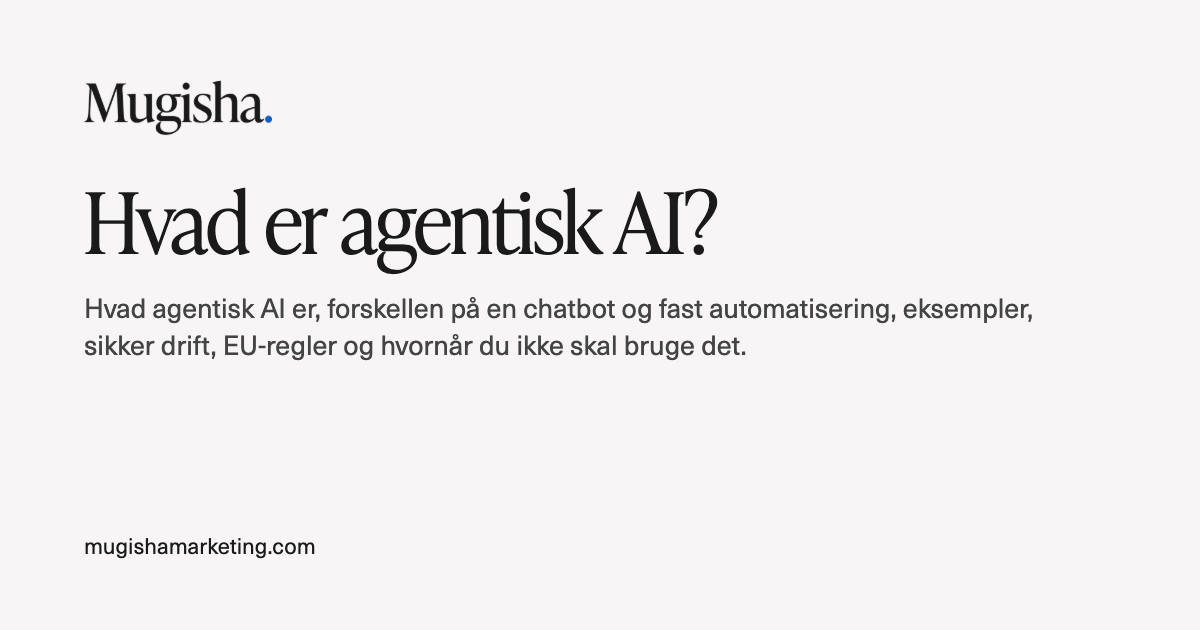 Mugisha.
Hvad er agentisk AI?
Hvad agentisk AI er, forskellen på en chatbot og fast automatisering, eksempler,
sikker drift, EU-regler og hvornår du ikke skal bruge det.
mugishamarketing.com